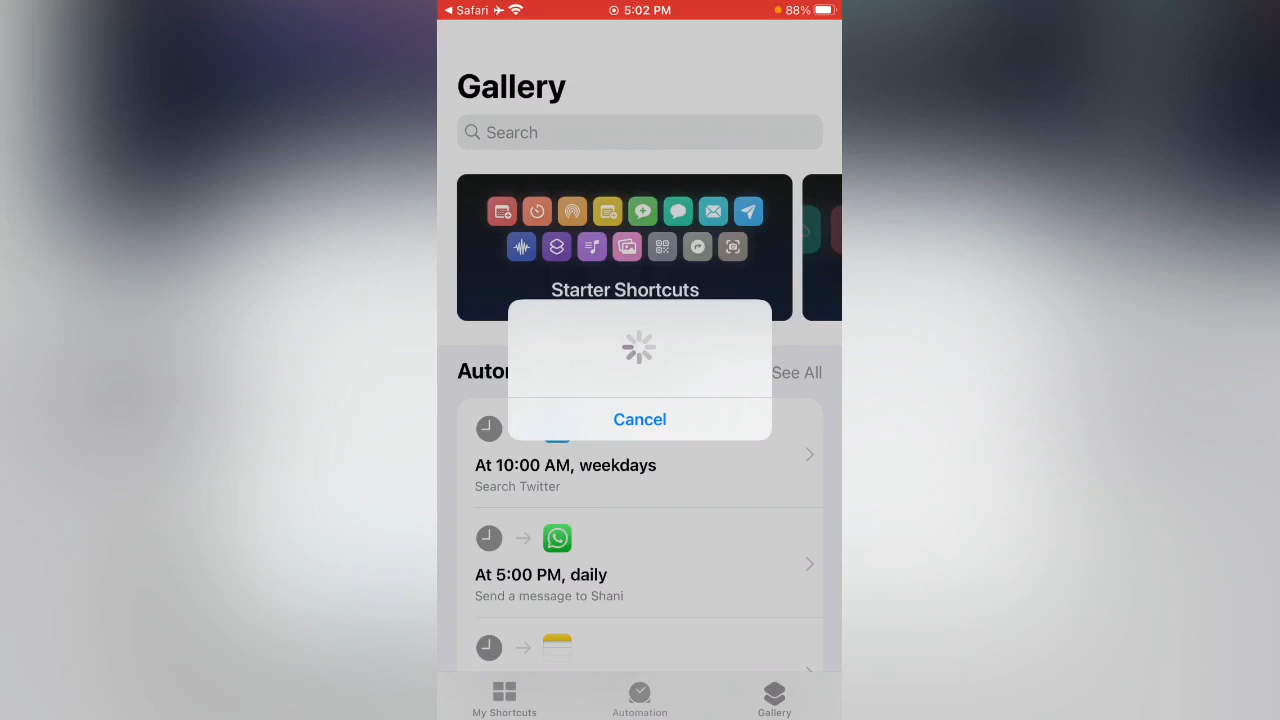 Safari 5:02 PM 88%
Gallery
Search
Starter Shortcuts
Auto See All
Cancel
At 10:00 AM, weekdays
Search Twitter
At 5:00 PM, daily
Send a message to Shani
My Shortcuts Automation Gallery